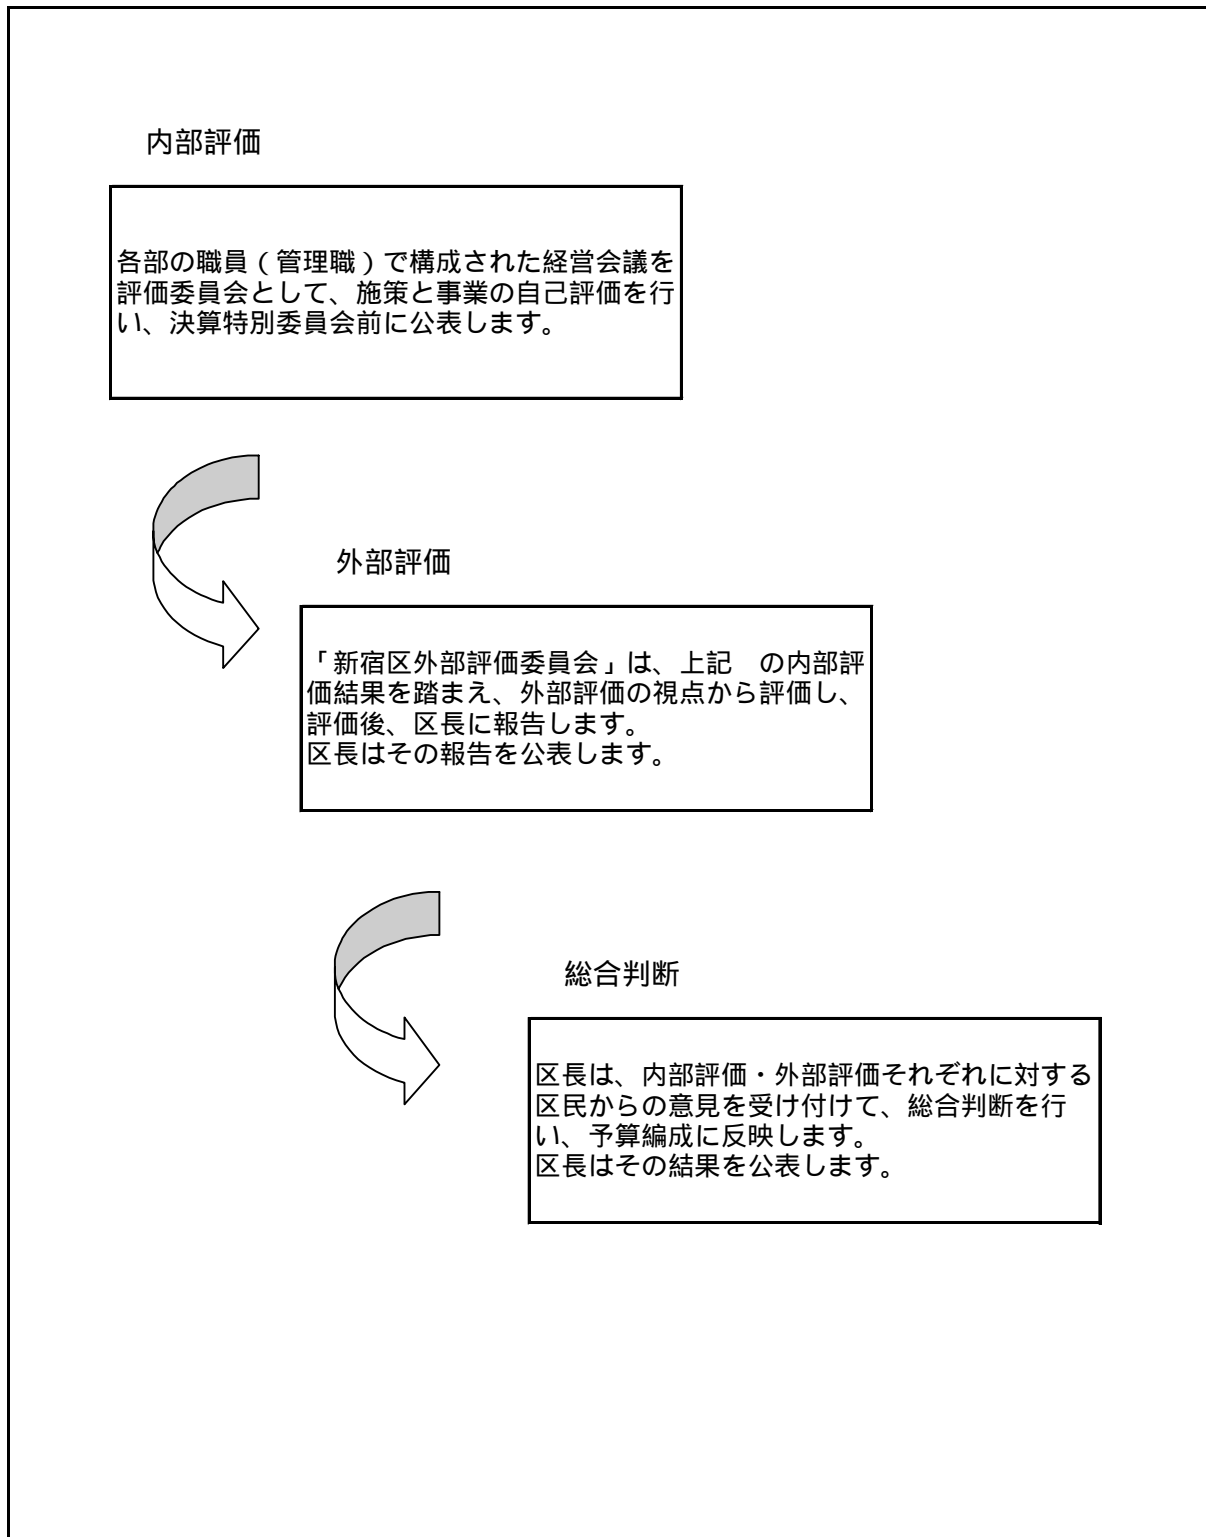 内部評価
各部の職員（管理職）で構成された経営会議を
評価委員会として、施策と事業の自己評価を行
い、決算特別委員会前に公表します。
外部評価
「新宿区外部評価委員会」は、上記　の内部評
価結果を踏まえ、外部評価の視点から評価し、
評価後、区長に報告します。
区長はその報告を公表します。
総合判断
区長は、内部評価・外部評価それぞれに対する
区民からの意見を受け付けて、総合判断を行
い、予算編成に反映します。
区長はその結果を公表します。